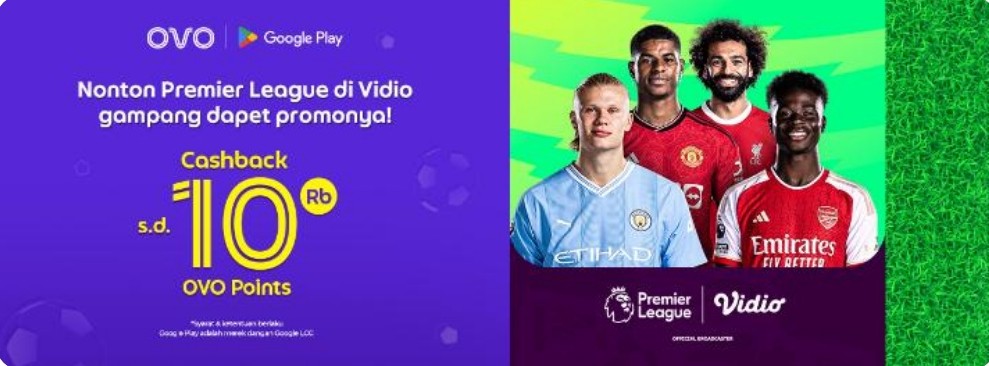 OVO
Google Play
Nonton Premier League di Vidio
gampang dapet promonya!
Cashback
s.d. 10 Rb
OVO Points
*Syarat & ketentuan berlaku
Google Play adalah merek dagang Google LLC
ETIHAD
Emirates
FLY BETTER
Premier
League
Vidio
OFFICIAL BROADCASTER